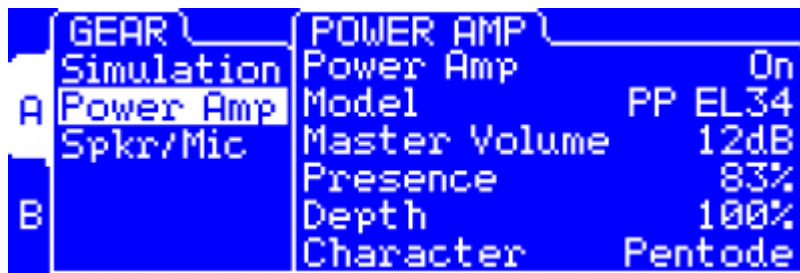 GEAR
Simulation
Power Amp
Spkr/Mic
A
B
POWER AMP
Power Amp On
Model PP EL34
Master Volume 12dB
Presence 83%
Depth 100%
Character Pentode